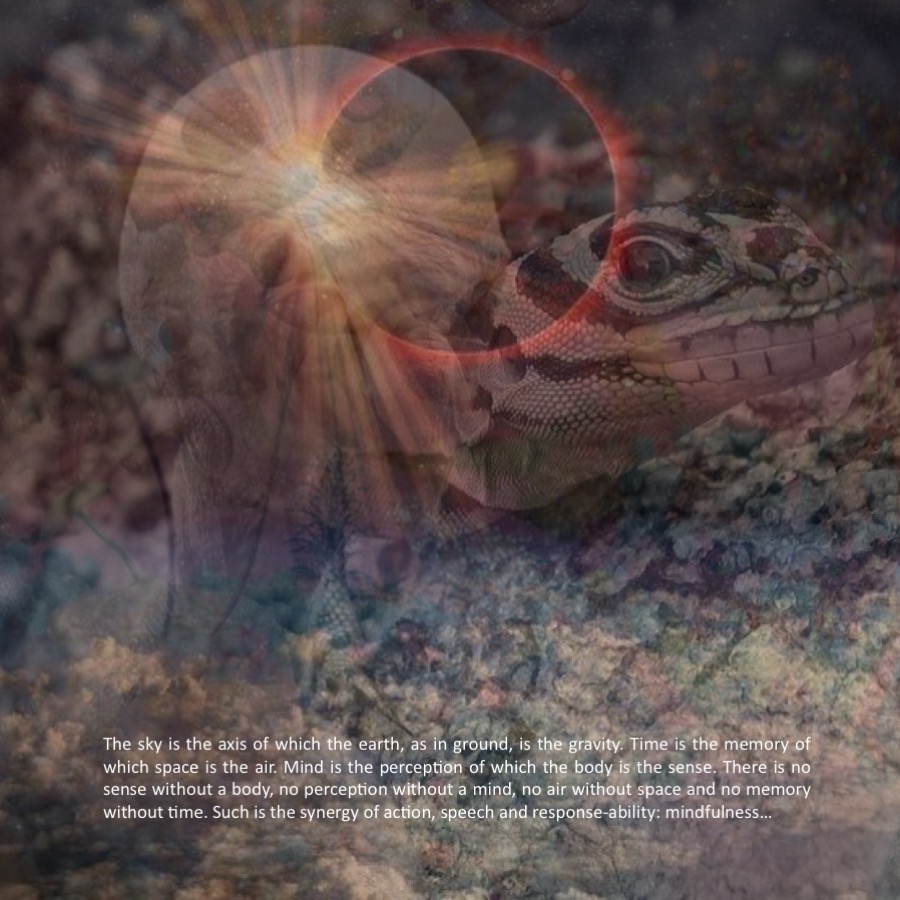 The sky is the axis of which the earth, as in ground, is the gravity. Time is the memory of
which space is the air. Mind is the perception of which the body is the sense. There is no
sense without a body, no perception without a mind, no air without space and no memory
without time. Such is the synergy of action, speech and response-ability: mindfulness...